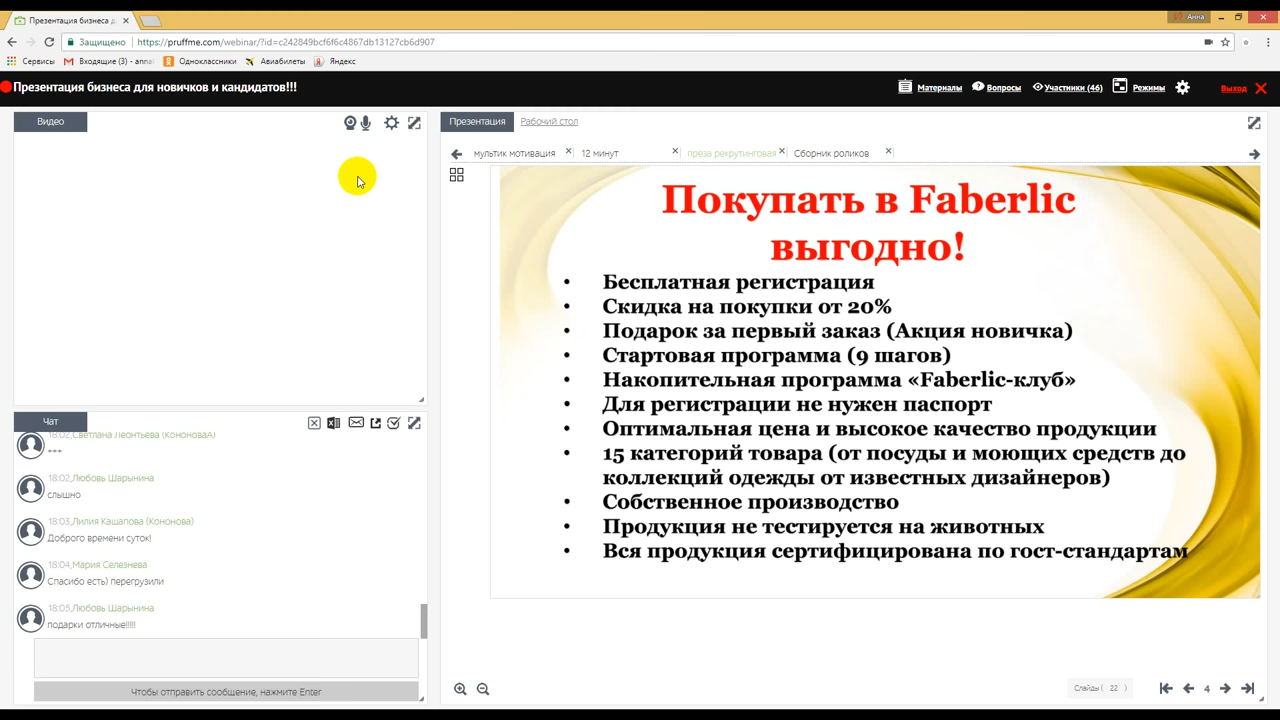 Презентация бизнеса д
Анна
Защищено
https://pruffme.com/webinar/?id=c242849bcf6f6c4867db13127cb6d907
Сервисы
Входящие (3) - anna
Одноклассники
Авиабилеты
Яндекс
Презентация бизнеса для новичков и кандидатов!!!
Материалы
Вопросы
Участники (46)
Режимы
Выход
Видео
Презентация
Рабочий стол
мультик мотивация
12 минут
преза рекрутинговая
Сборник роликов
Покупать в Faberlic
выгодно!
• Бесплатная регистрация
• Скидка на покупки от 20%
• Подарок за первый заказ (Акция новичка)
• Стартовая программа (9 шагов)
• Накопительная программа «Faberlic-клуб»
• Для регистрации не нужен паспорт
• Оптимальная цена и высокое качество продукции
• 15 категорий товара (от посуды и моющих средств до
коллекций одежды от известных дизайнеров)
• Собственное производство
• Продукция не тестируется на животных
• Вся продукция сертифицирована по гост-стандартам
Чат
18:02,Светлана Леонтьева (КононоваА)
+++
18:02,Любовь Шарынина
слышно
18:03,Лилия Кашапова (Кононова)
Доброго времени суток!
18:04,Мария Селезнева
Спасибо есть) перегрузили
18:05,Любовь Шарынина
подарки отличные!!!!!
Чтобы отправить сообщение, нажмите Enter
Слайды ( 22 )
4